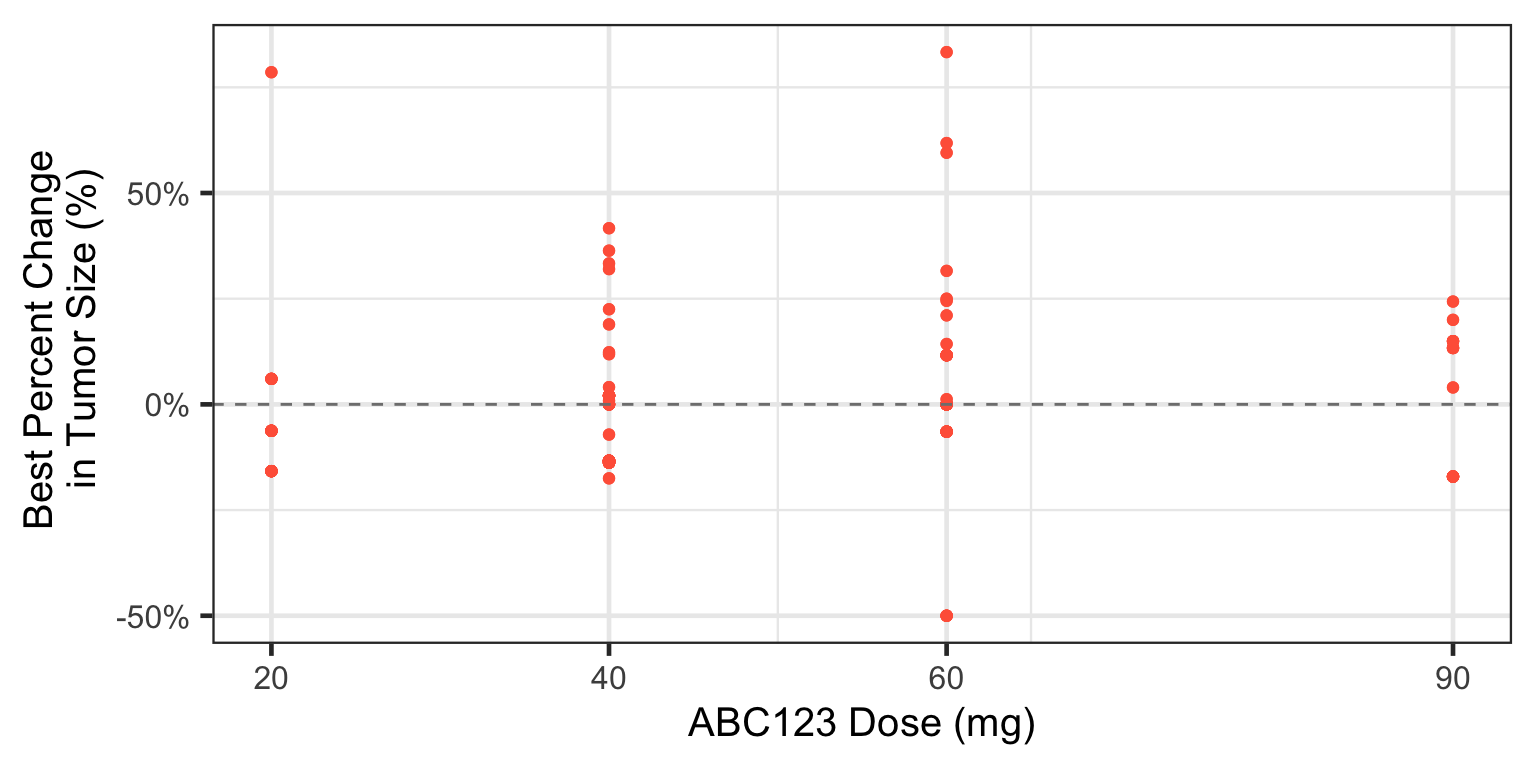 Best Percent Change
in Tumor Size (%)
50%
0%
-50%
20 40 60 90
ABC123 Dose (mg)